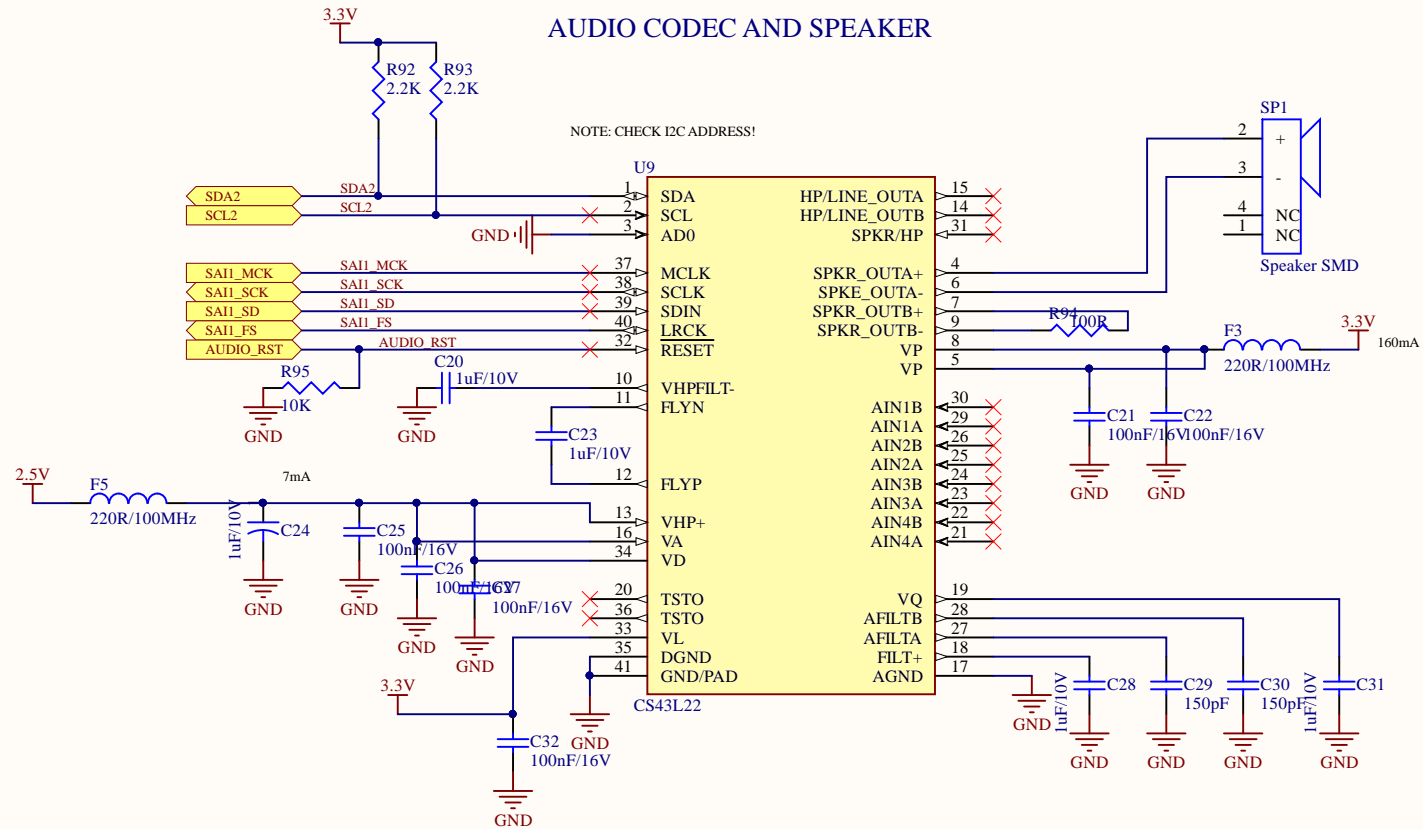 AUDIO CODEC AND SPEAKER
3.3V
R92
2.2K
R93
2.2K
NOTE: CHECK I2C ADDRESS!
SP1
2
+
3
-
4
NC
1
NC
Speaker SMD
U9
SDA2
SDA2
1
SDA
SCL2
SCL2
2
SCL
GND
3
AD0
SAI1_MCK
SAI1_MCK
37
MCLK
SAI1_SCK
SAI1_SCK
38
SCLK
SAI1_SD
SAI1_SD
39
SDIN
SAI1_FS
SAI1_FS
40
LRCK
AUDIO_RST
AUDIO_RST
32
RESET
R95
10K
GND
C20
1uF/10V
GND
10
VHPFILT-
11
FLYN
C23
1uF/10V
12
FLYP
2.5V
F5
220R/100MHz
7mA
1uF/10V
C24
GND
C25
100nF/16V
GND
C26
100nF/16V
GND
C27
100nF/16V
GND
13
VHP+
16
VA
34
VD
20
TSTO
36
TSTO
33
VL
35
DGND
41
GND/PAD
3.3V
C32
100nF/16V
GND
GND
CS43L22
HP/LINE_OUTA
15
HP/LINE_OUTB
14
SPKR/HP
31
SPKR_OUTA+
4
SPKE_OUTA-
6
SPKR_OUTB+
7
SPKR_OUTB-
9
R94
100R
VP
8
VP
5
F3
220R/100MHz
3.3V
160mA
C21
100nF/16V
GND
C22
100nF/16V
GND
AIN1B
30
AIN1A
29
AIN2B
26
AIN2A
25
AIN3B
24
AIN3A
23
AIN4B
22
AIN4A
21
VQ
19
AFILTB
28
AFILTA
27
FILT+
18
AGND
17
GND
1uF/10V
C28
GND
C29
150pF
GND
C30
150pF
GND
1uF/10V
C31
GND